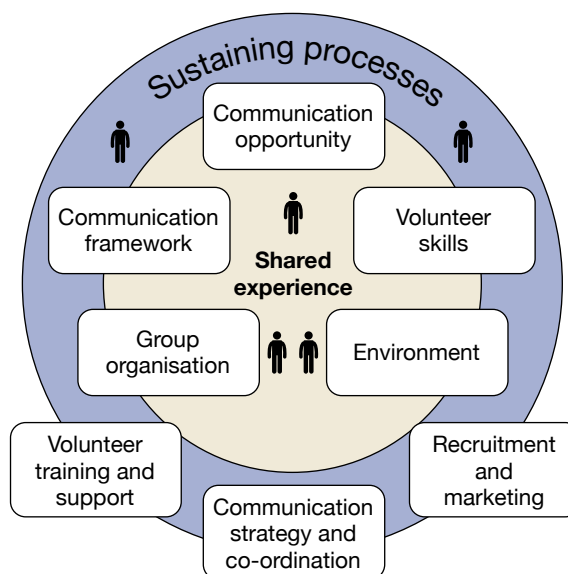 Sustaining processes
Communication
opportunity
Communication
framework
Volunteer
skills
Shared
experience
Group
organisation
Environment
Volunteer
training and
support
Recruitment
and
marketing
Communication
strategy and
co-ordination